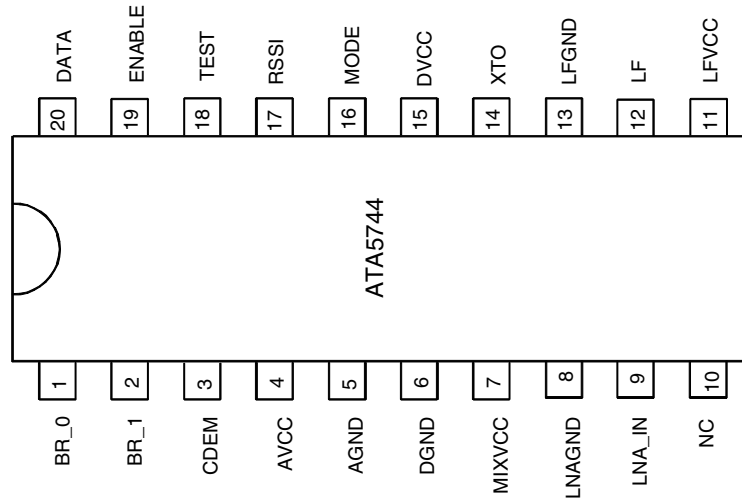 DATA
ENABLE
TEST
RSSI
MODE
DVCC
XTO
LFGND
LF
LFVCC
20
19
18
17
16
15
14
13
12
11
ATA5744
1
2
3
4
5
6
7
8
9
10
BR_0
BR_1
CDEM
AVCC
AGND
DGND
MIXVCC
LNAGND
LNA_IN
NC